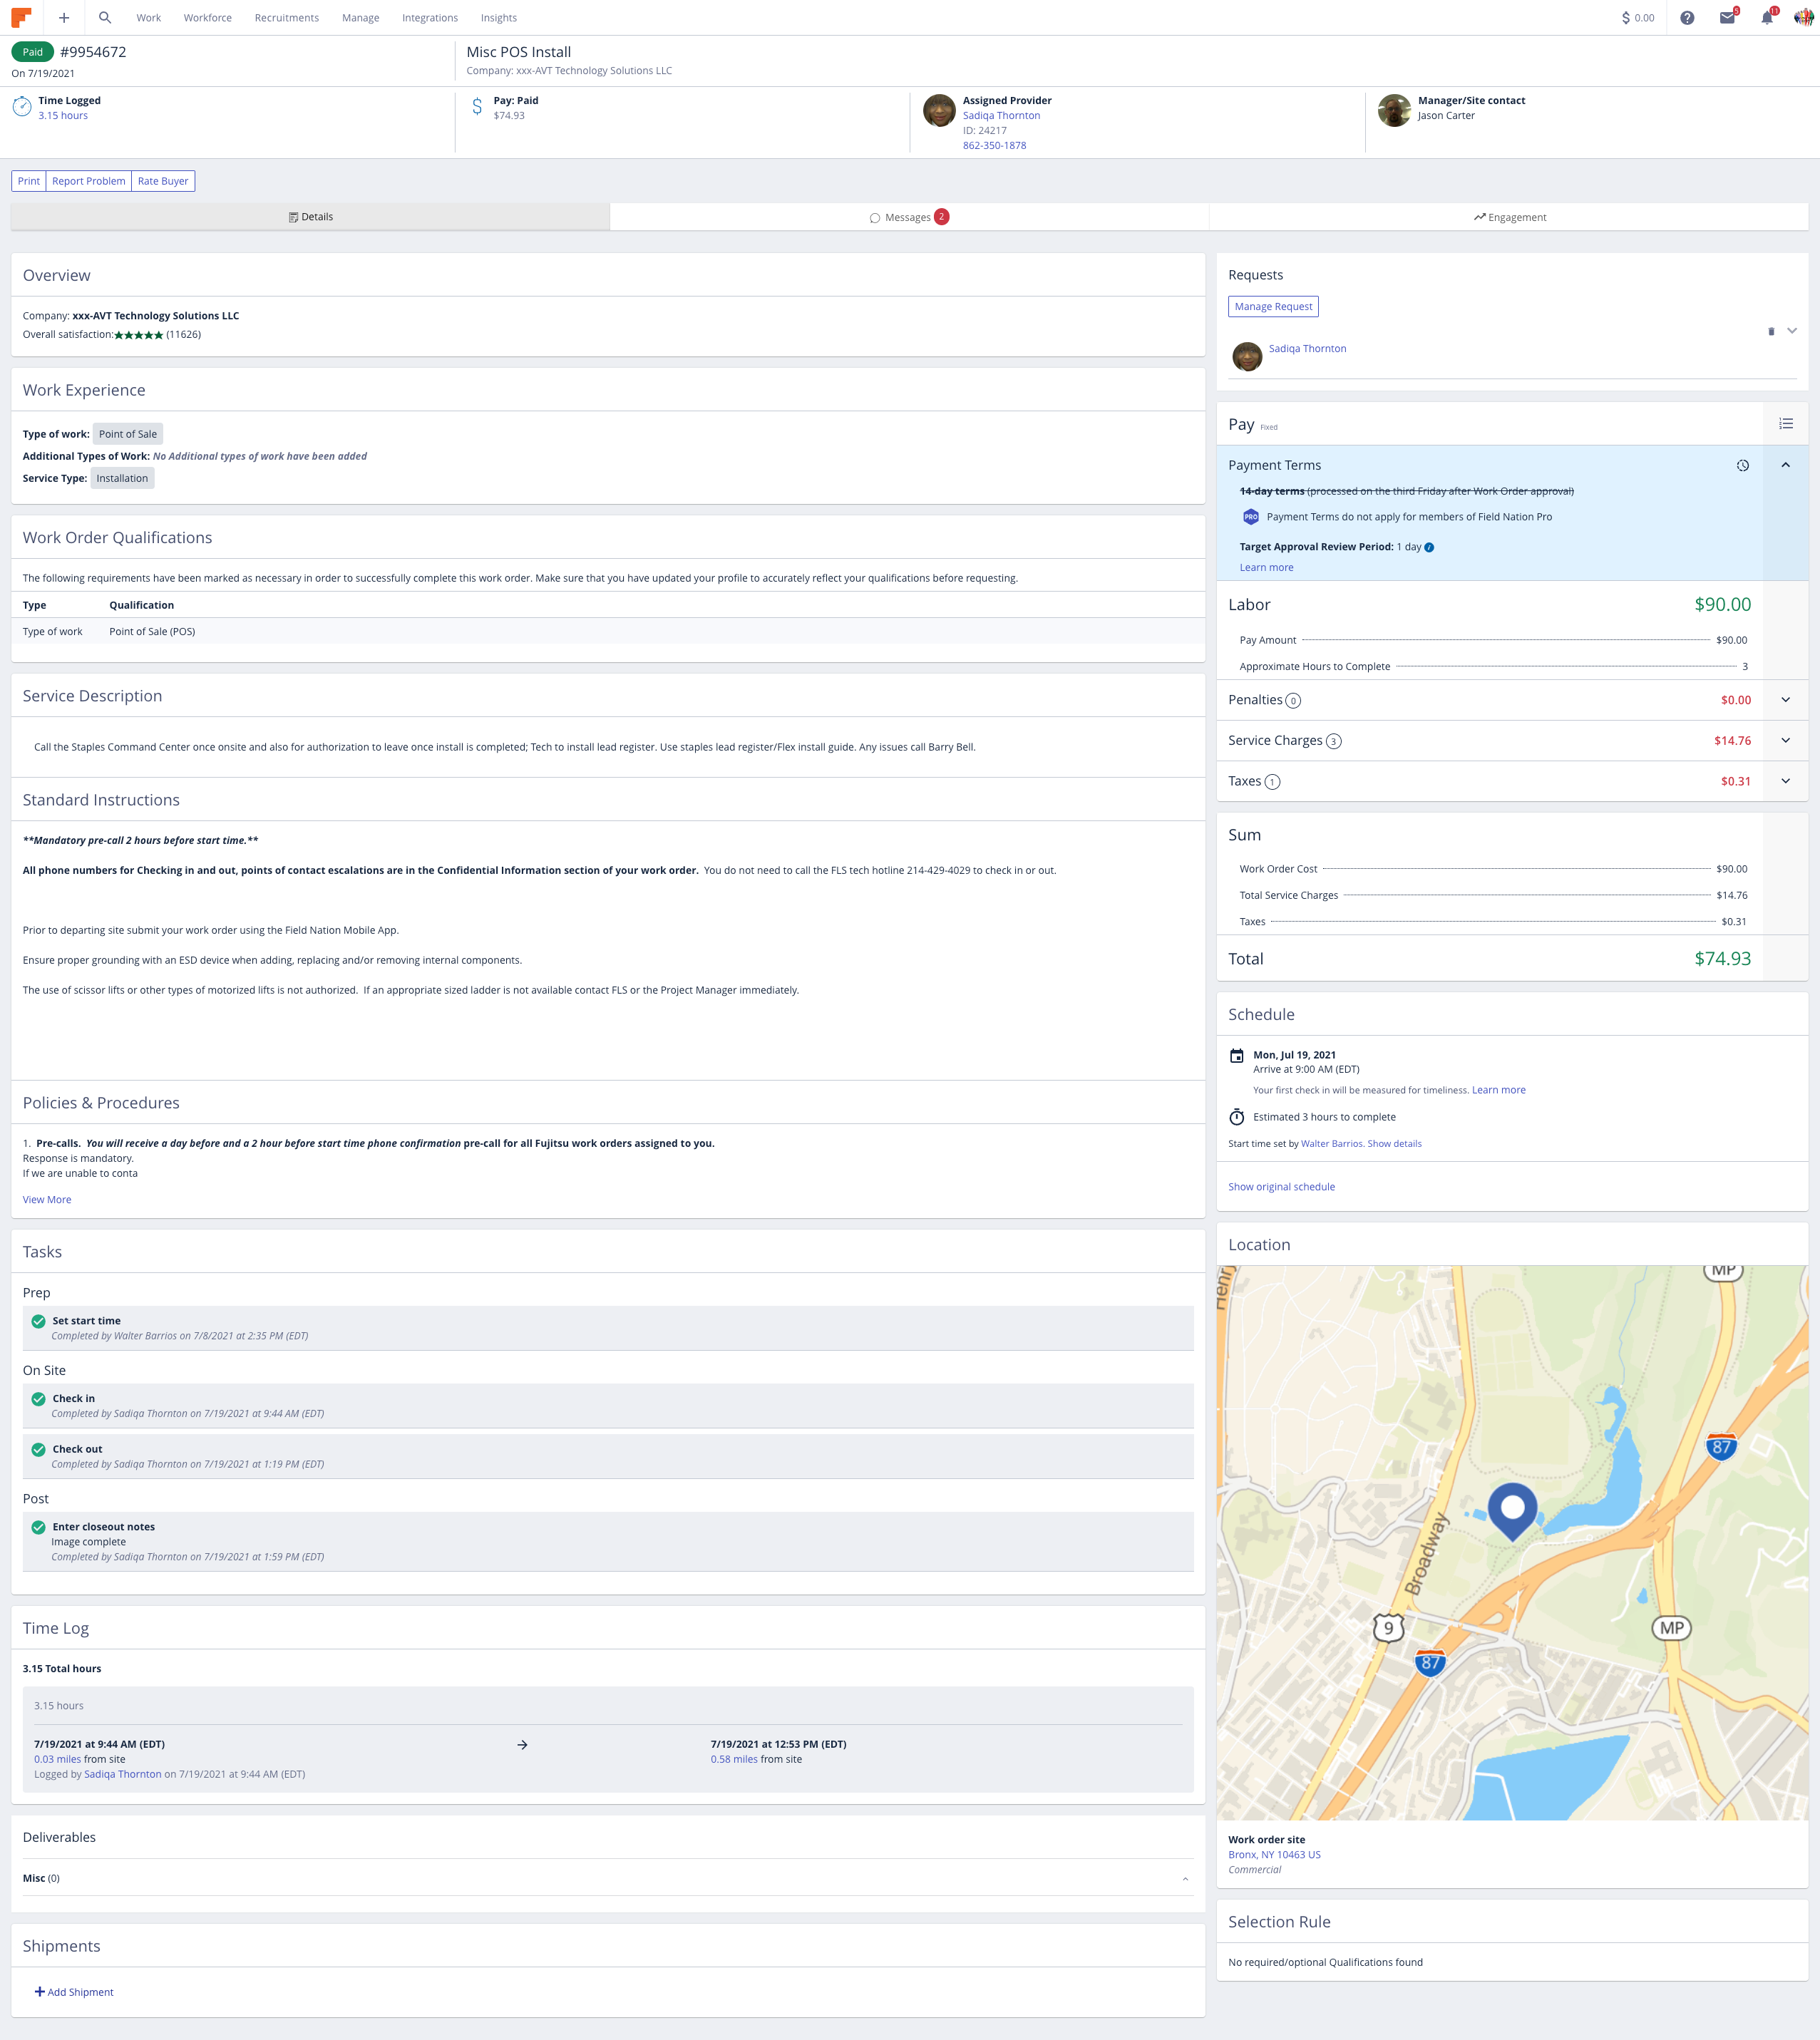 Work Workforce Recruitments Manage Integrations Insights
$ 0.00 5 11
Paid #9954672
On 7/19/2021
Misc POS Install
Company: xxx-AVT Technology Solutions LLC
Time Logged
3.15 hours
Pay: Paid
$74.93
Assigned Provider
Sadiqa Thornton
ID: 24217
862-350-1878
Manager/Site contact
Jason Carter
Print Report Problem Rate Buyer
Details Messages 2 Engagement
Overview
Company: xxx-AVT Technology Solutions LLC
Overall satisfaction:★★★★★ (11626)
Work Experience
Type of work: Point of Sale
Additional Types of Work: No Additional types of work have been added
Service Type: Installation
Work Order Qualifications
The following requirements have been marked as necessary in order to successfully complete this work order. Make sure that you have updated your profile to accurately reflect your qualifications before requesting.
Type Qualification
Type of work Point of Sale (POS)
Service Description
Call the Staples Command Center once onsite and also for authorization to leave once install is completed; Tech to install lead register. Use staples lead register/Flex install guide. Any issues call Barry Bell.
Standard Instructions
**Mandatory pre-call 2 hours before start time.**
All phone numbers for Checking in and out, points of contact escalations are in the Confidential Information section of your work order. You do not need to call the FLS tech hotline 214-429-4029 to check in or out.
Prior to departing site submit your work order using the Field Nation Mobile App.
Ensure proper grounding with an ESD device when adding, replacing and/or removing internal components.
The use of scissor lifts or other types of motorized lifts is not authorized. If an appropriate sized ladder is not available contact FLS or the Project Manager immediately.
Policies & Procedures
1. Pre-calls. You will receive a day before and a 2 hour before start time phone confirmation pre-call for all Fujitsu work orders assigned to you.
Response is mandatory.
If we are unable to conta
View More
Tasks
Prep
Set start time
Completed by Walter Barrios on 7/8/2021 at 2:35 PM (EDT)
On Site
Check in
Completed by Sadiqa Thornton on 7/19/2021 at 9:44 AM (EDT)
Check out
Completed by Sadiqa Thornton on 7/19/2021 at 1:19 PM (EDT)
Post
Enter closeout notes
Image complete
Completed by Sadiqa Thornton on 7/19/2021 at 1:59 PM (EDT)
Time Log
3.15 Total hours
3.15 hours
7/19/2021 at 9:44 AM (EDT) → 7/19/2021 at 12:53 PM (EDT)
0.03 miles from site 0.58 miles from site
Logged by Sadiqa Thornton on 7/19/2021 at 9:44 AM (EDT)
Deliverables
Misc (0)
Shipments
+ Add Shipment
Requests
Manage Request
Sadiqa Thornton
Pay Fixed
Payment Terms
14-day terms (processed on the third Friday after Work Order approval)
PRO Payment Terms do not apply for members of Field Nation Pro
Target Approval Review Period: 1 day i
Learn more
Labor $90.00
Pay Amount $90.00
Approximate Hours to Complete 3
Penalties 0 $0.00
Service Charges 3 $14.76
Taxes 1 $0.31
Sum
Work Order Cost $90.00
Total Service Charges $14.76
Taxes $0.31
Total $74.93
Schedule
Mon, Jul 19, 2021
Arrive at 9:00 AM (EDT)
Your first check in will be measured for timeliness. Learn more
Estimated 3 hours to complete
Start time set by Walter Barrios. Show details
Show original schedule
Location
Henr
MP
87
Broadway
9
MP
87
Work order site
Bronx, NY 10463 US
Commercial
Selection Rule
No required/optional Qualifications found